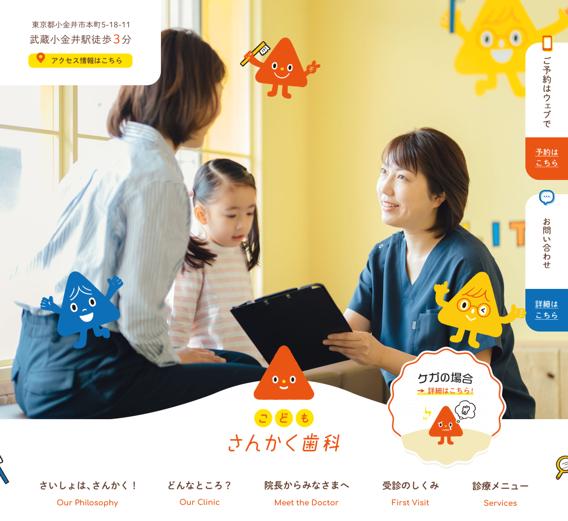 東京都小金井市本町5-18-11
武蔵小金井駅徒歩3分
アクセス情報はこちら
ご予約はウェブで
予約は
こちら
お問い合わせ
詳細は
こちら
IT
ケガの場合
→ 詳細はこちら!
こども
さんかく歯科
さいしょは、さんかく！
Our Philosophy
どんなところ？
Our Clinic
院長からみなさまへ
Meet the Doctor
受診のしくみ
First Visit
診療メニュー
Services